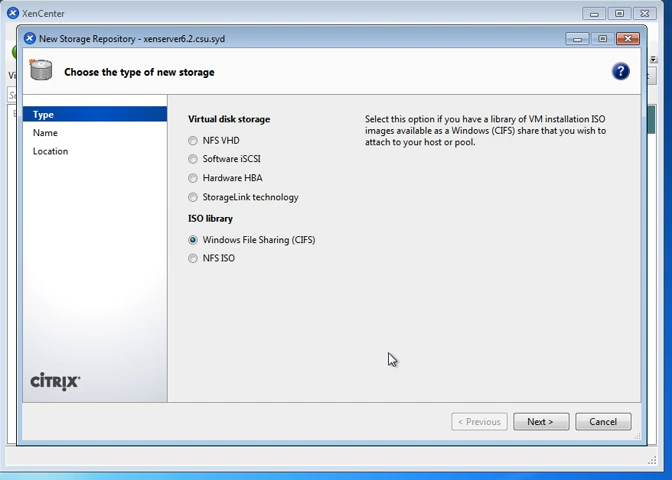 XenCenter
New Storage Repository - xenserver6.2.csu.syd
Choose the type of new storage
Type
Name
Location
Virtual disk storage
NFS VHD
Software iSCSI
Hardware HBA
StorageLink technology
ISO library
Windows File Sharing (CIFS)
NFS ISO
Select this option if you have a library of VM installation ISO
images available as a Windows (CIFS) share that you wish to
attach to your host or pool.
CITRIX
< Previous
Next >
Cancel